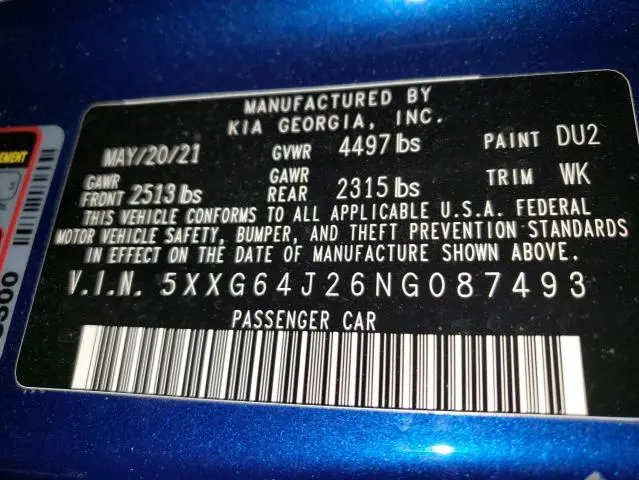 MANUFACTURED BY
KIA GEORGIA, INC.
MAY/20/21 GVWR 4497 lbs PAINT DU2
GAWR FRONT 2513 lbs GAWR REAR 2315 lbs TRIM WK
THIS VEHICLE CONFORMS TO ALL APPLICABLE U.S.A. FEDERAL
MOTOR VEHICLE SAFETY, BUMPER, AND THEFT PREVENTION STANDARDS
IN EFFECT ON THE DATE OF MANUFACTURE SHOWN ABOVE.
V.I.N. 5XXG64J26NG087493
PASSENGER CAR